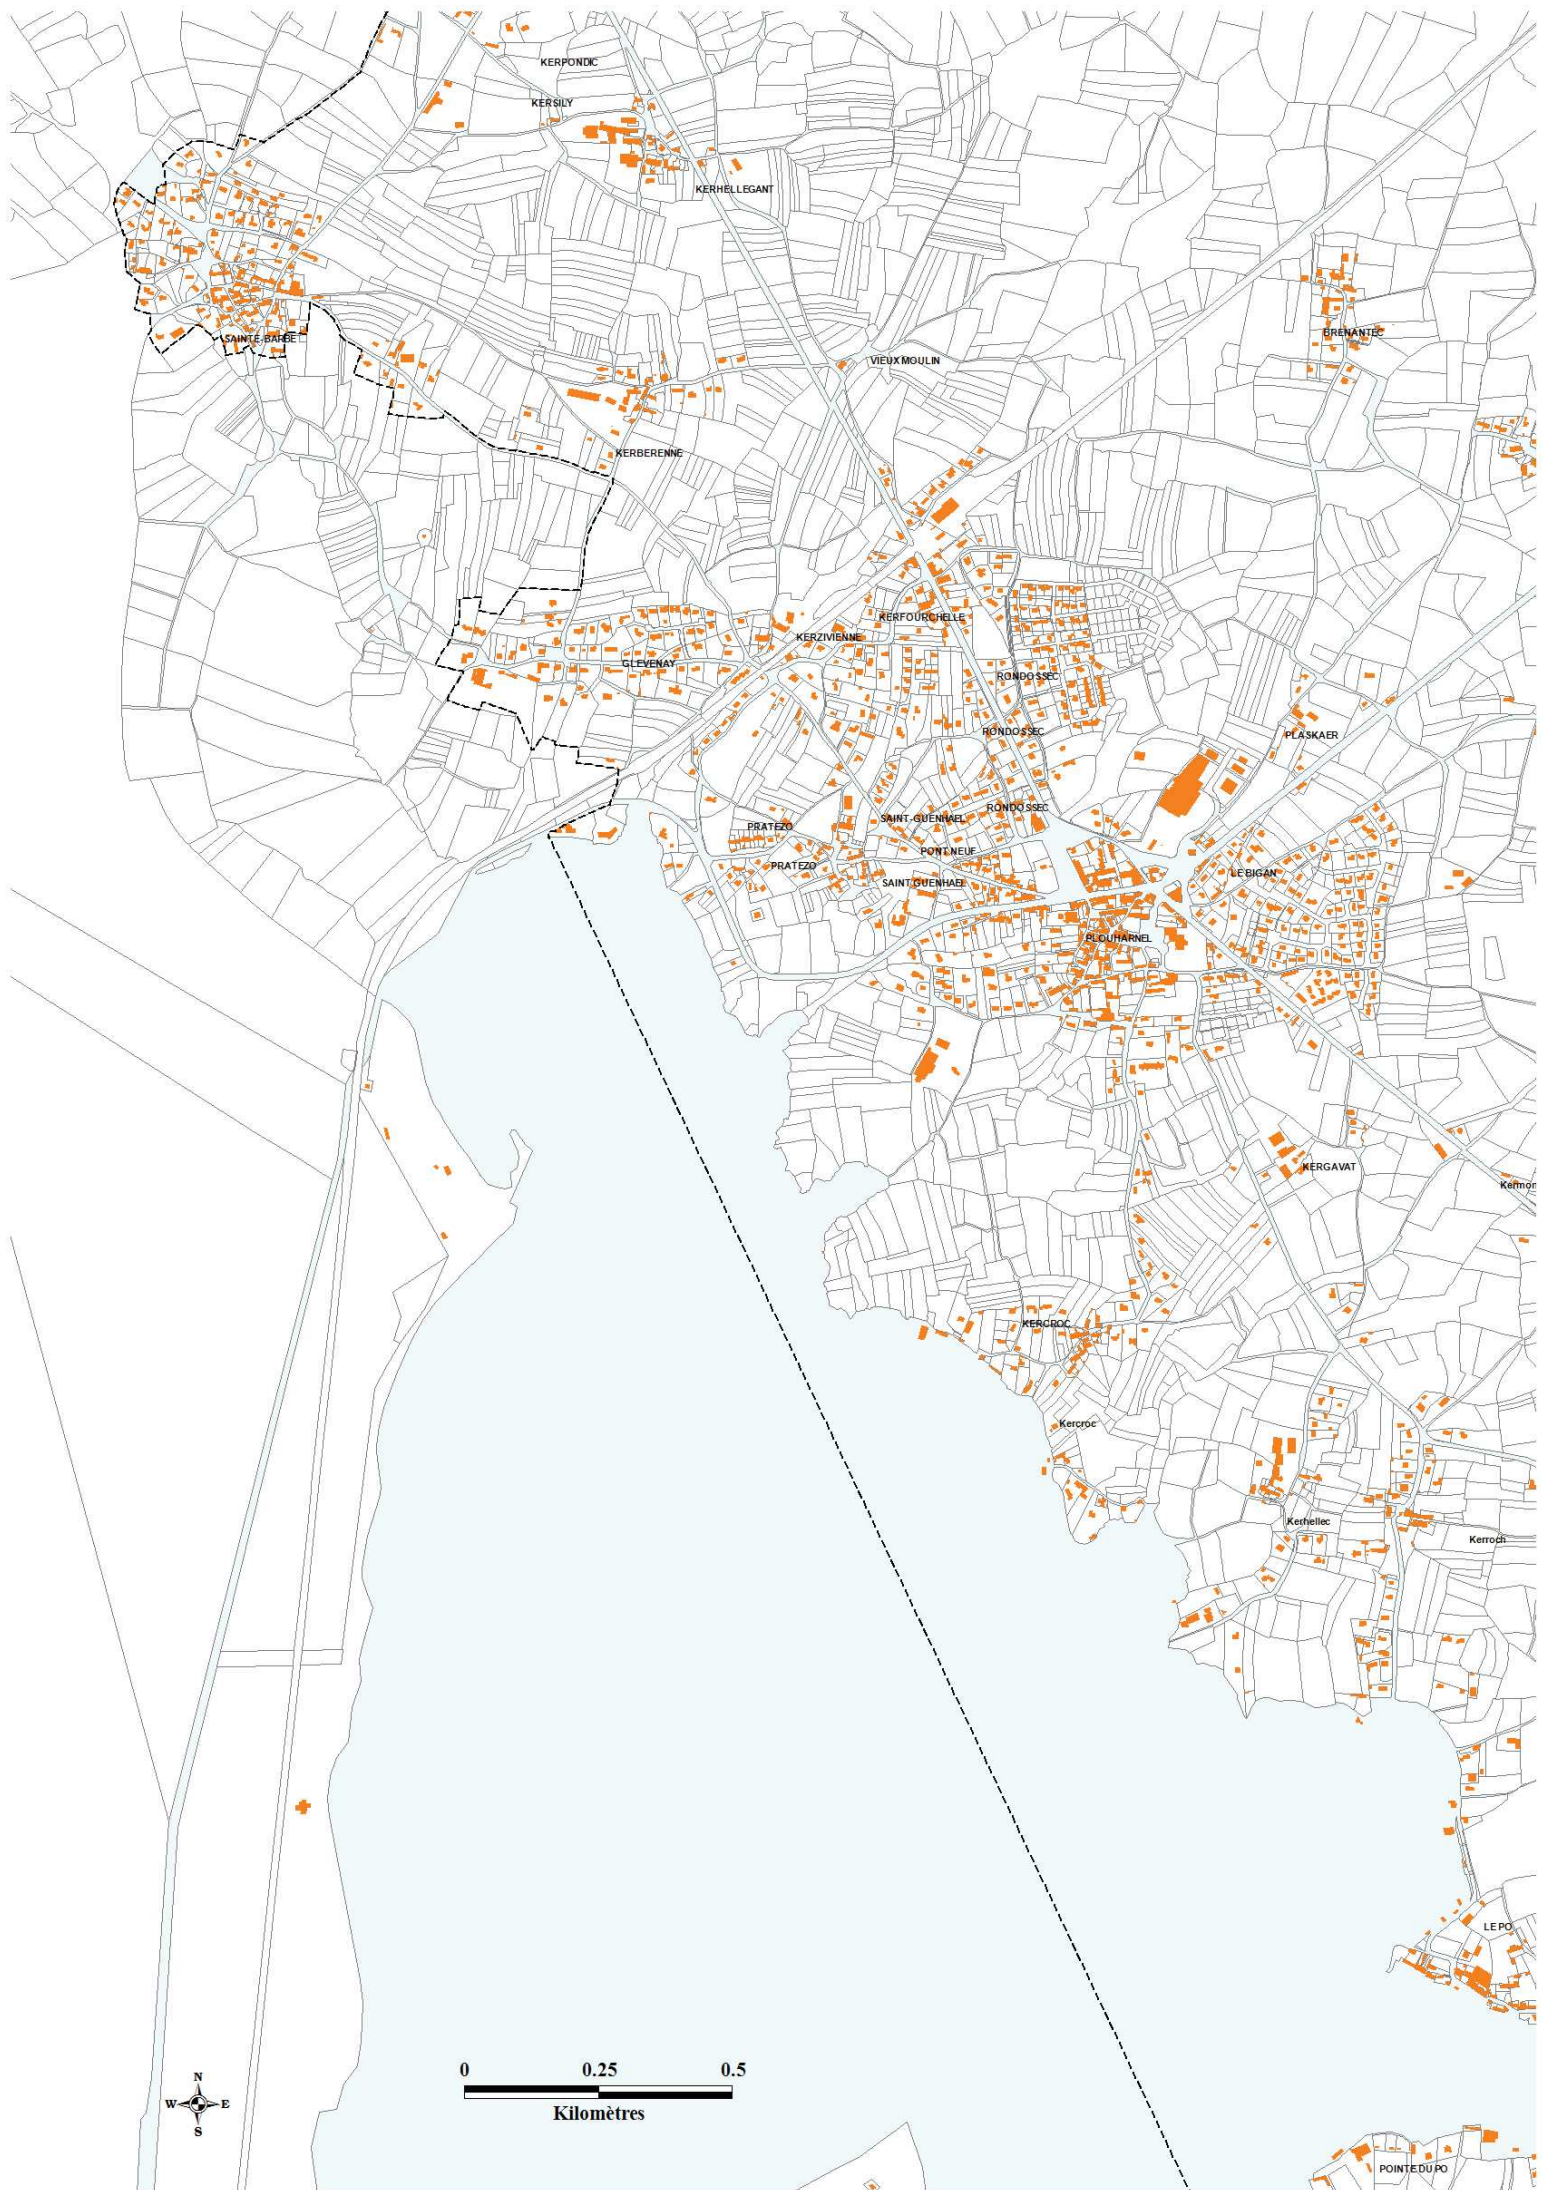 KERPONDIC
KERSILY
KERHELLEGANT
SAINTE-BARBE
BRENANTEC
VIEUX MOULIN
KERBERENNE
KERFOURCHELLE
KERZIVIENNE
GLEVENAY
RONDOSSEC
RONDOSSEC
PLASKAER
RONDOSSEC
SAINT-GUENHAEL
PRATEZO
PONT NEUF
PRATEZO
LE BIGAN
SAINT GUENHAEL
PLOUHARNEL
KERGAVAT
Kermon
KERCROC
Kercroc
Kerhellec
Kerroch
LE PO
0 0.25 0.5
Kilomètres
N
W E
S
POINTE DU PO